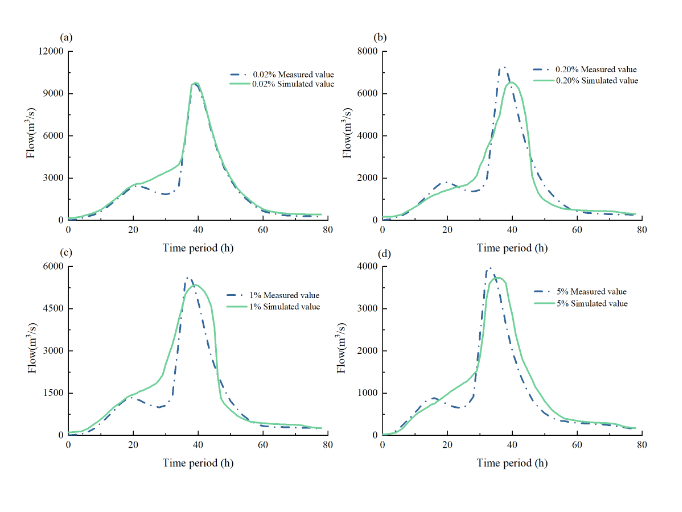 (a)
12000
9000
6000
3000
0
0 20 40 60 80
Flow(m³/s)
Time period (h)
0.02% Measured value
0.02% Simulated value
(b)
8000
6000
4000
2000
0
0 20 40 60 80
Flow(m³/s)
Time period (h)
0.20% Measured value
0.20% Simulated value
(c)
6000
4500
3000
1500
0
0 20 40 60 80
Flow(m³/s)
Time period (h)
1% Measured value
1% Simulated value
(d)
4000
3000
2000
1000
0
0 20 40 60 80
Flow(m³/s)
Time period (h)
5% Measured value
5% Simulated value